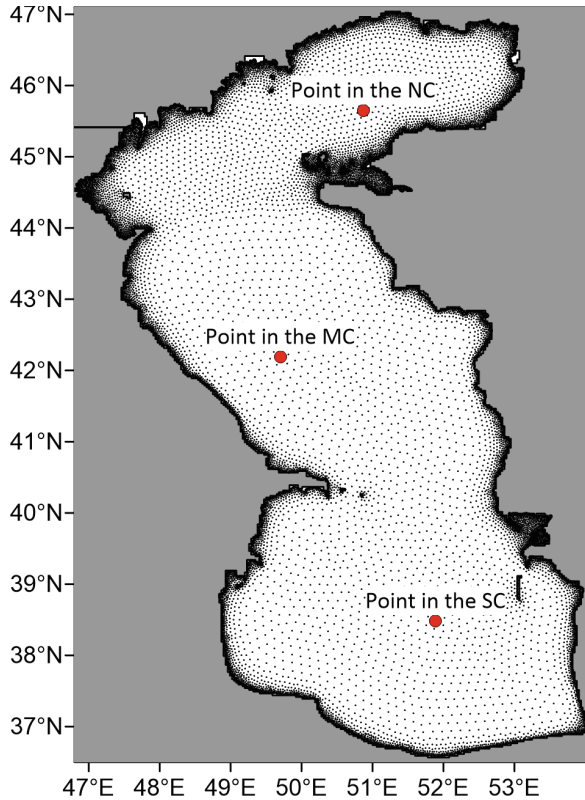 47°N
46°N
Point in the NC
45°N
44°N
43°N
Point in the MC
42°N
41°N
40°N
39°N
Point in the SC
38°N
37°N
47°E 48°E 49°E 50°E 51°E 52°E 53°E